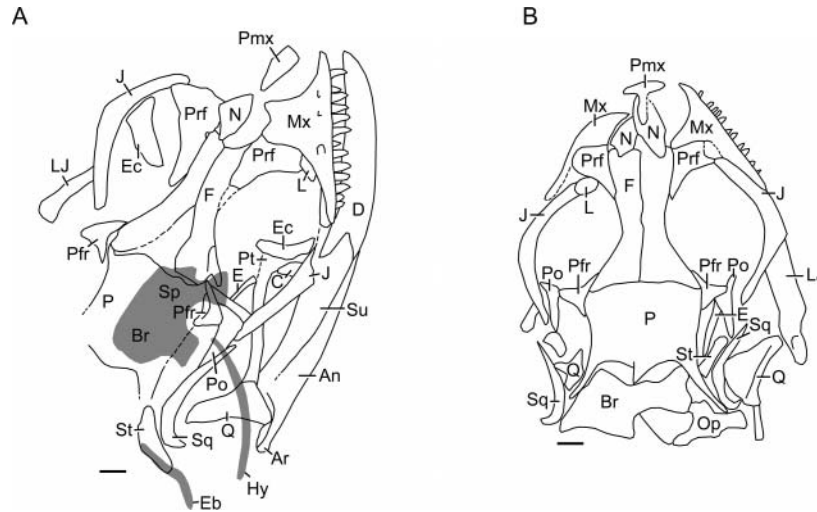 A
Pmx
J
Prf
N
Mx
Ec
Prf
LJ
L
F
D
Pfr
Ec
Pt
E
C
J
P
Sp
Su
Pfr
Br
Po
An
St
Sq
Q
Ar
Hy
Eb
B
Pmx
Mx
N
N
Mx
Prf
Prf
F
J
L
J
Po
Pfr
Pfr
Po
E
P
Sq
St
Q
Q
Sq
Br
Op